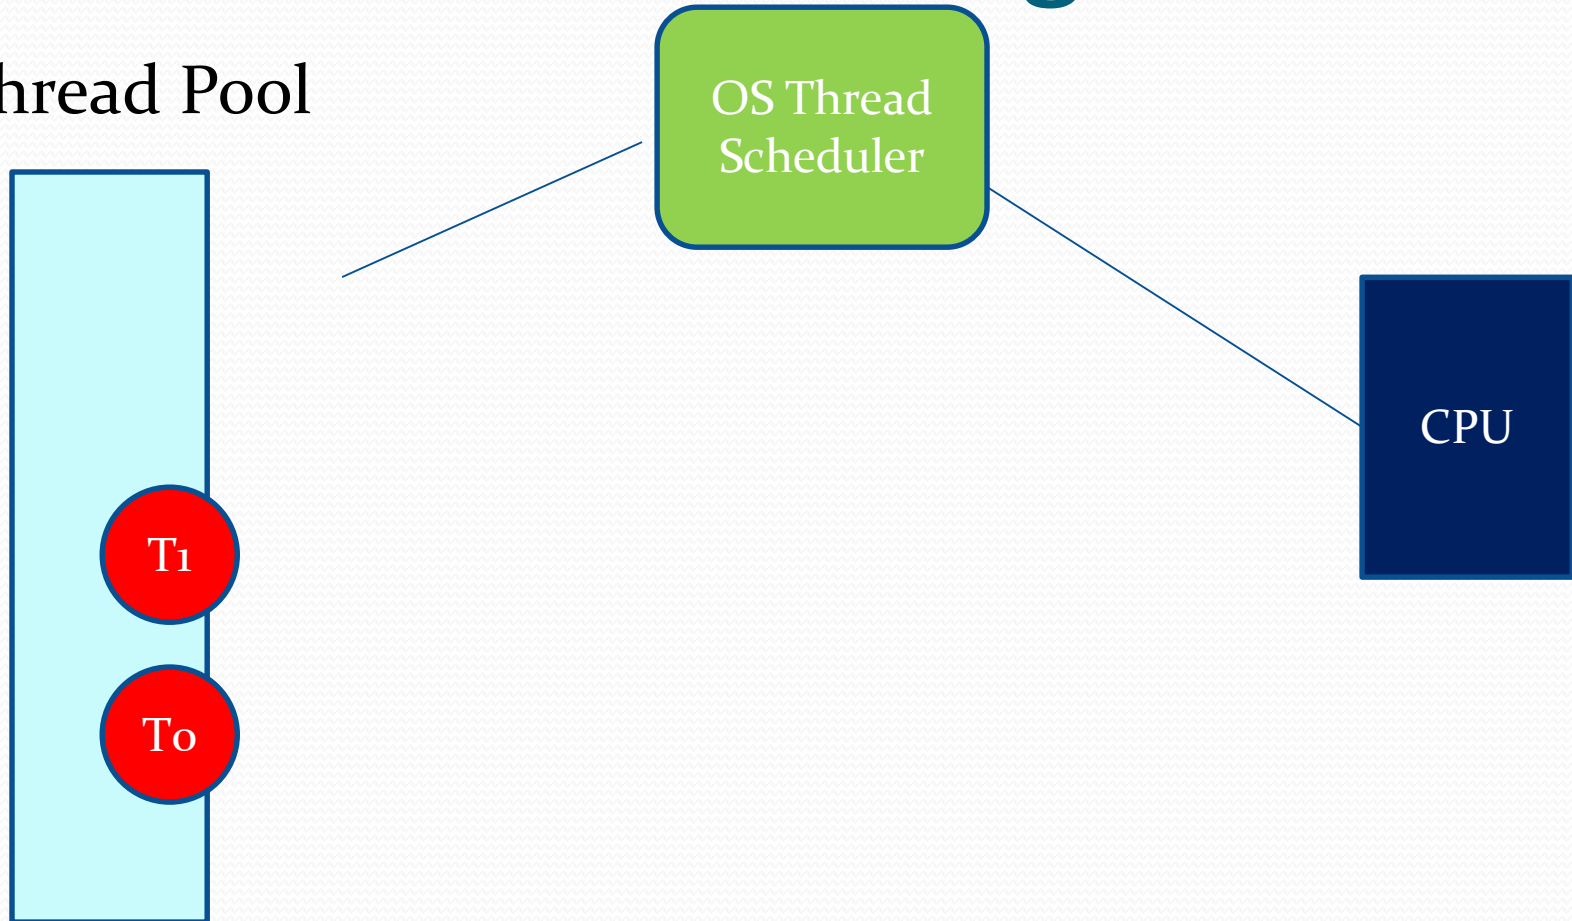 hread Pool
OS Thread
Scheduler
CPU
T1
T0